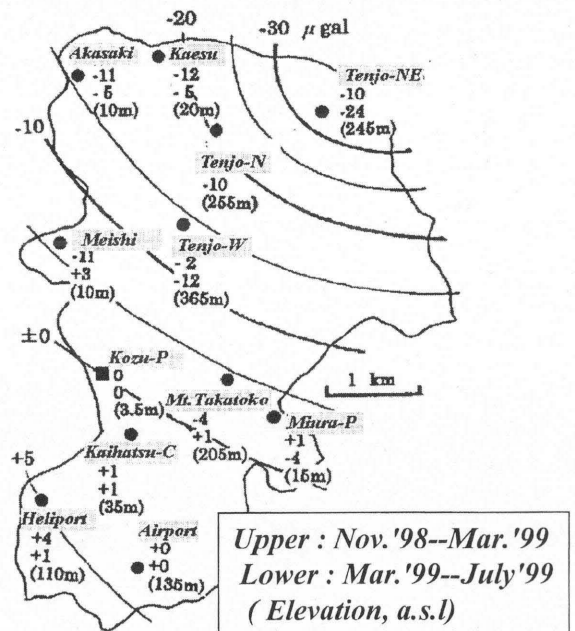 -20
-30 μ gal
Akasaki
-11
- 5
(10m)
Kaesu
-12
- 5
(20m)
Tenjo-NE
-10
-24
(245m)
-10
Tenjo-N
-10
(255m)
Meishi
-11
+3
(10m)
Tenjo-W
- 2
-12
(365m)
±0
Kozu-P
0
0
(3.5m)
1 km
Mt. Takatoko
-4
+1
(205m)
Miura-P
+1
-4
(15m)
Kaihatsu-C
+1
+1
(35m)
+5
Heliport
+4
+1
(110m)
Airport
+0
+0
(135m)
Upper : Nov.'98--Mar.'99
Lower : Mar.'99--July'99
( Elevation, a.s.l)